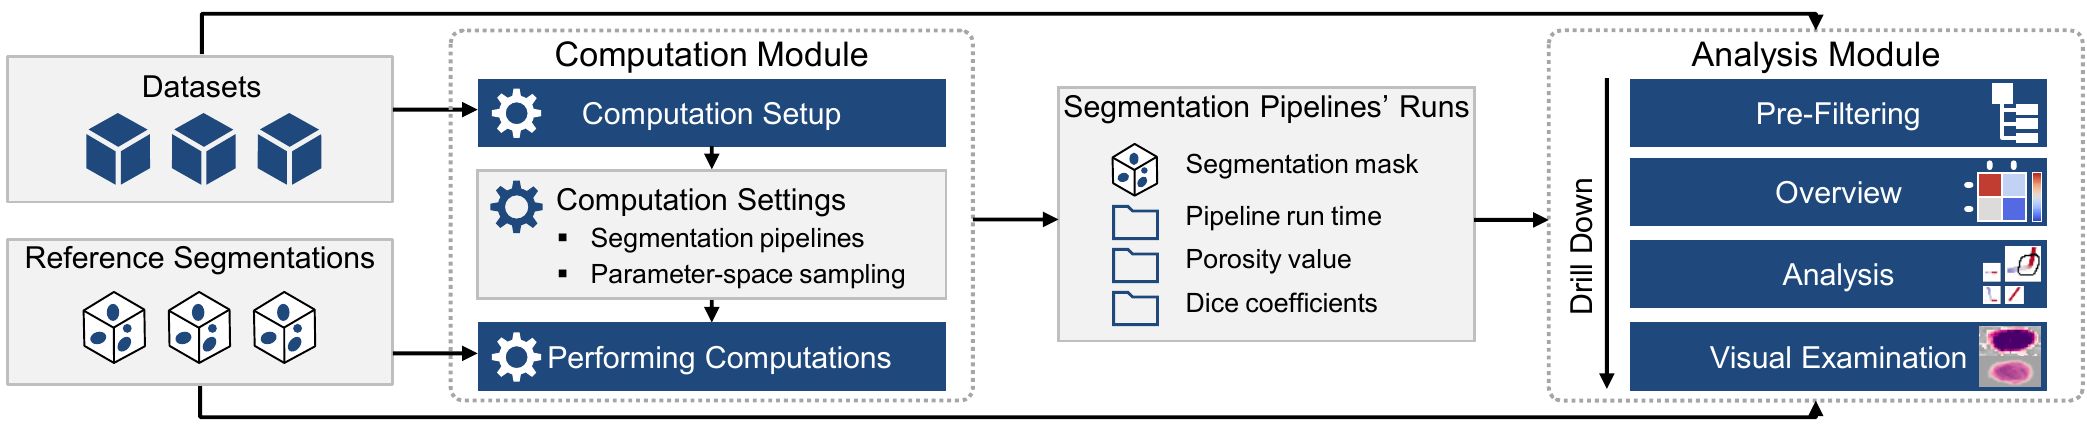 Datasets
Reference Segmentations
Computation Module
Computation Setup
Computation Settings
▪ Segmentation pipelines
▪ Parameter-space sampling
Performing Computations
Segmentation Pipelines’ Runs
Segmentation mask
Pipeline run time
Porosity value
Dice coefficients
Analysis Module
Drill Down
Pre-Filtering
Overview
Analysis
Visual Examination